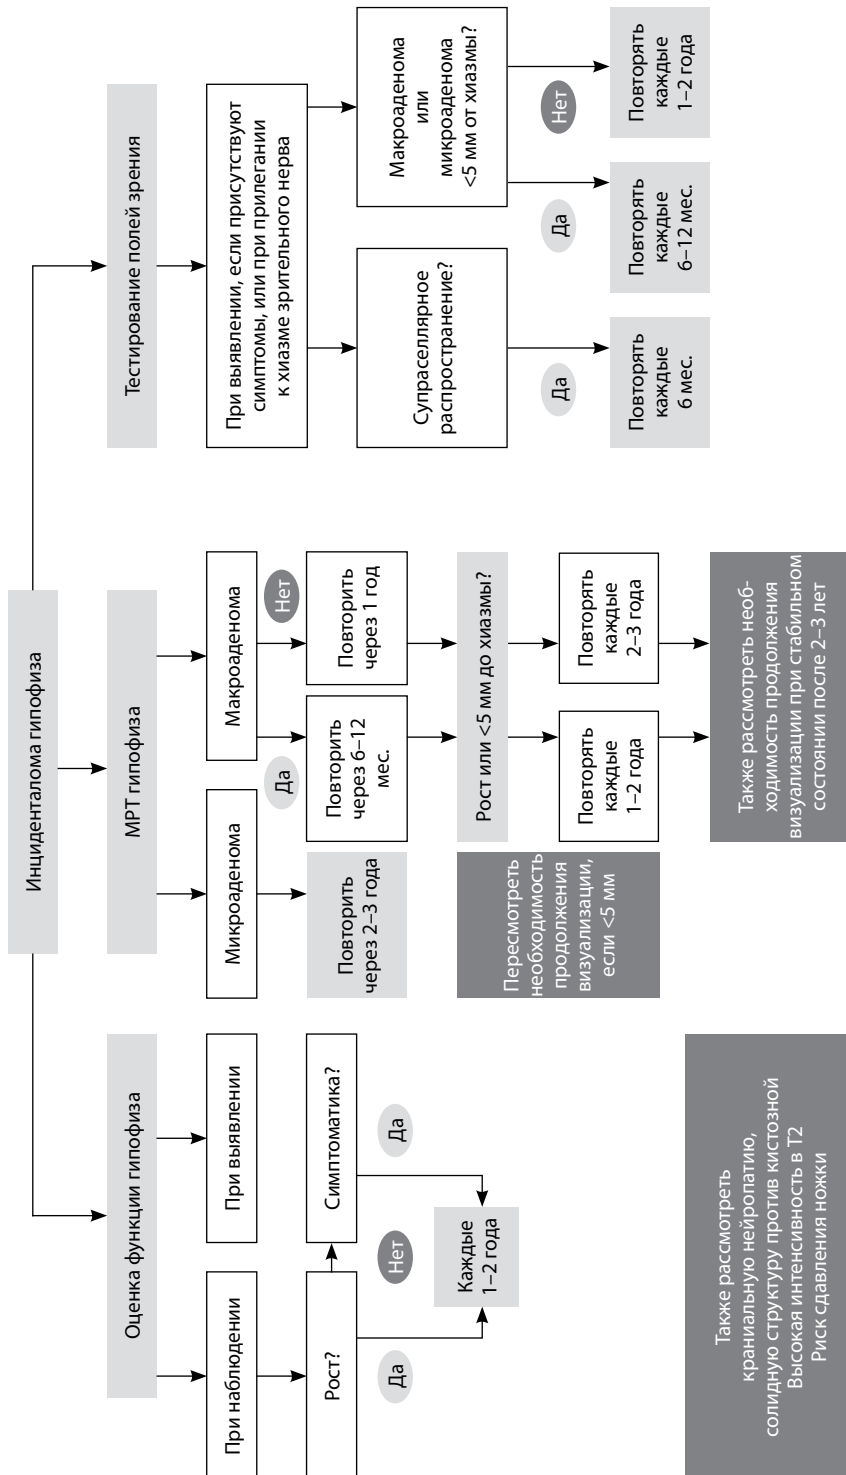 Инциденталома гипофиза
Оценка функции гипофиза
При наблюдении
При выявлении
Рост?
Симптоматика?
Да
Нет
Да
Каждые
1–2 года
Также рассмотреть
краниальную нейропатию,
солидную структуру против кистозной
Высокая интенсивность в T2
Риск сдавления ножки
МРТ гипофиза
Микроаденома
Макроаденома
Да
Нет
Повторить
через 2–3 года
Повторить
через 6–12
мес.
Повторить
через 1 год
Пересмотреть
необходимость
продолжения
визуализации,
если <5 мм
Рост или <5 мм до хиазмы?
Повторять
каждые
1–2 года
Повторять
каждые
2–3 года
Также рассмотреть необ-
ходимость продолжения
визуализации при стабильном
состоянии после 2–3 лет
Тестирование полей зрения
При выявлении, если присутствуют
симптомы, или при прилегании
к хиазме зрительного нерва
Супраселлярное
распространение?
Макроаденома
или
микроаденома
<5 мм от хиазмы?
Да
Да
Нет
Повторять
каждые
6 мес.
Повторять
каждые
6–12 мес.
Повторять
каждые
1–2 года